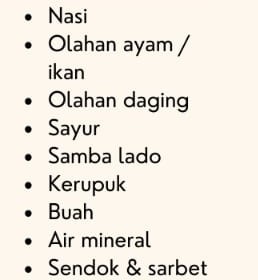 • Nasi
• Olahan ayam /
ikan
• Olahan daging
• Sayur
• Samba lado
• Kerupuk
• Buah
• Air mineral
• Sendok & sarbet